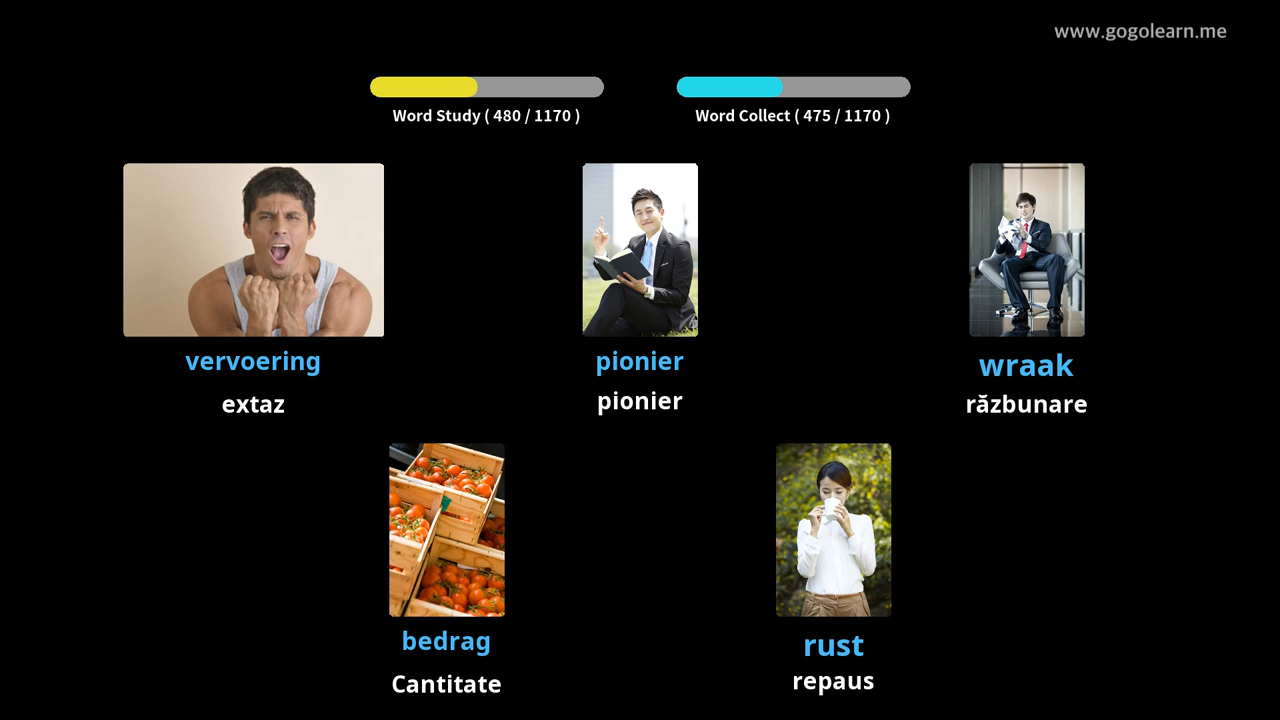 www.gogolearn.me
Word Study ( 480 / 1170 )
Word Collect ( 475 / 1170 )
vervoering
extaz
pionier
pionier
wraak
răzbunare
bedrag
Cantitate
rust
repaus